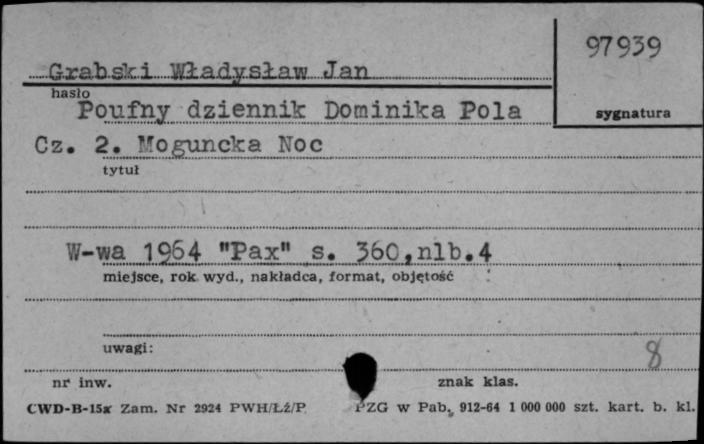 97939
Grabski Władysław Jan
hasło
sygnatura
Poufny dziennik Dominika Pola
Cz. 2. Moguncka Noc
tytuł
W-wa 1964 "Pax" s. 360,nlb.4
miejsce, rok wyd., nakładca, format, objętość
uwagi:
8
nr inw.
znak klas.
CWD-B-15x Zam. Nr 2924 PWH/Łź/P. PZG w Pab., 912-64 1 000 000 szt. kart. b. kl.